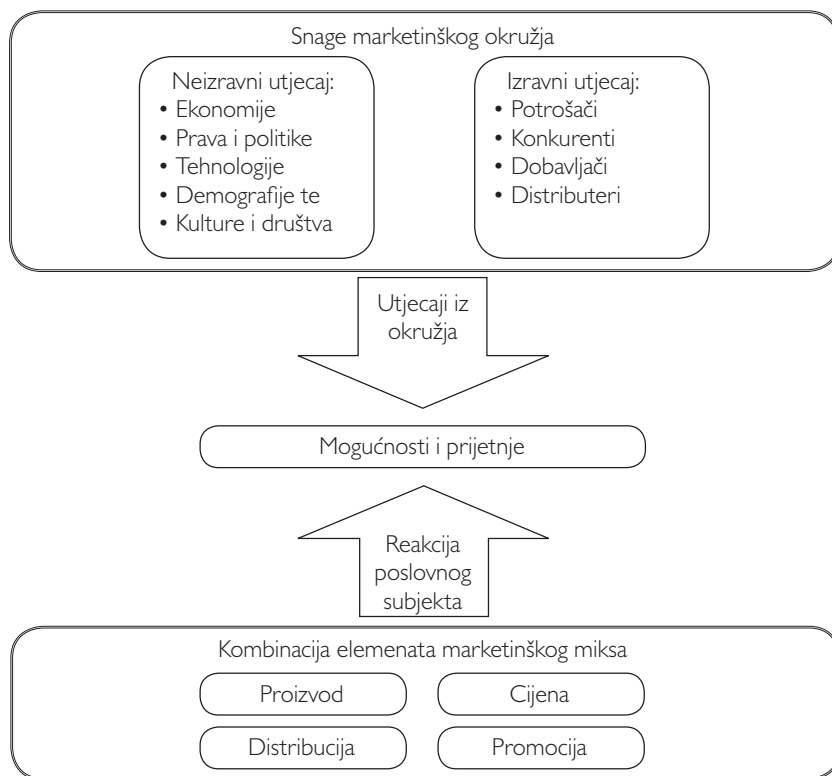 Snage marketinškog okružja
Neizravni utjecaj:
• Ekonomije
• Prava i politike
• Tehnologije
• Demografije te
• Kulture i društva
Izravni utjecaj:
• Potrošači
• Konkurenti
• Dobavljači
• Distributeri
Utjecaji iz
okružja
Mogućnosti i prijetnje
Reakcija
poslovnog
subjekta
Kombinacija elemenata marketinškog miksa
Proizvod
Cijena
Distribucija
Promocija